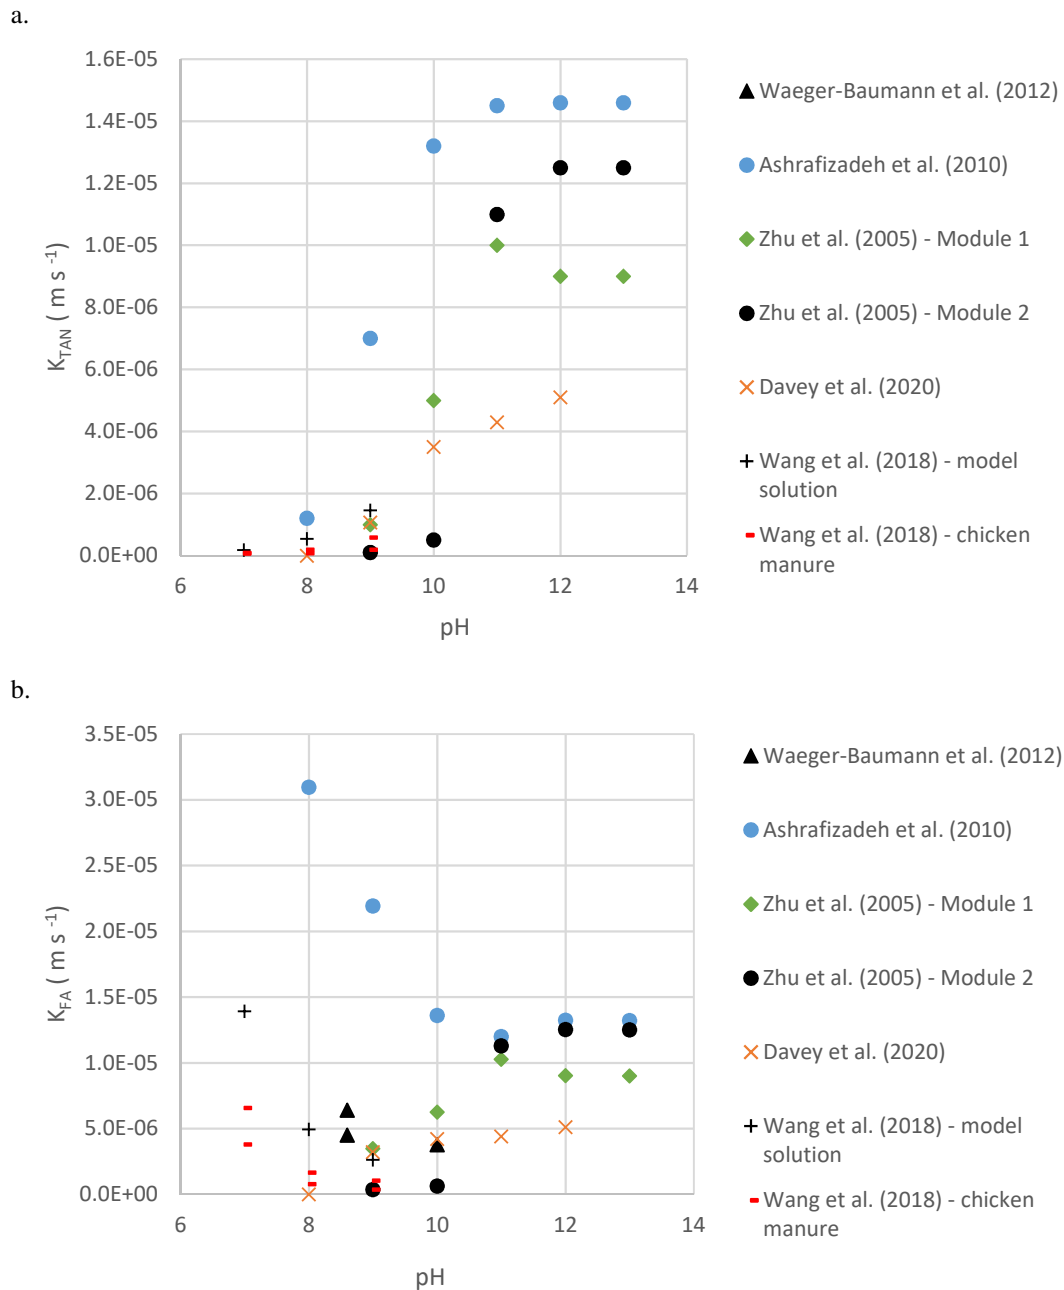 a.
1.6E-05
1.4E-05
1.2E-05
1.0E-05
8.0E-06
6.0E-06
4.0E-06
2.0E-06
0.0E+00
K_TAN ( m s ⁻¹)
6 8 10 12 14
pH
Waeger-Baumann et al. (2012)
Ashrafizadeh et al. (2010)
Zhu et al. (2005) - Module 1
Zhu et al. (2005) - Module 2
Davey et al. (2020)
Wang et al. (2018) - model
solution
Wang et al. (2018) - chicken
manure
b.
3.5E-05
3.0E-05
2.5E-05
2.0E-05
1.5E-05
1.0E-05
5.0E-06
0.0E+00
K_FA ( m s⁻¹)
6 8 10 12 14
pH
Waeger-Baumann et al. (2012)
Ashrafizadeh et al. (2010)
Zhu et al. (2005) - Module 1
Zhu et al. (2005) - Module 2
Davey et al. (2020)
Wang et al. (2018) - model
solution
Wang et al. (2018) - chicken
manure